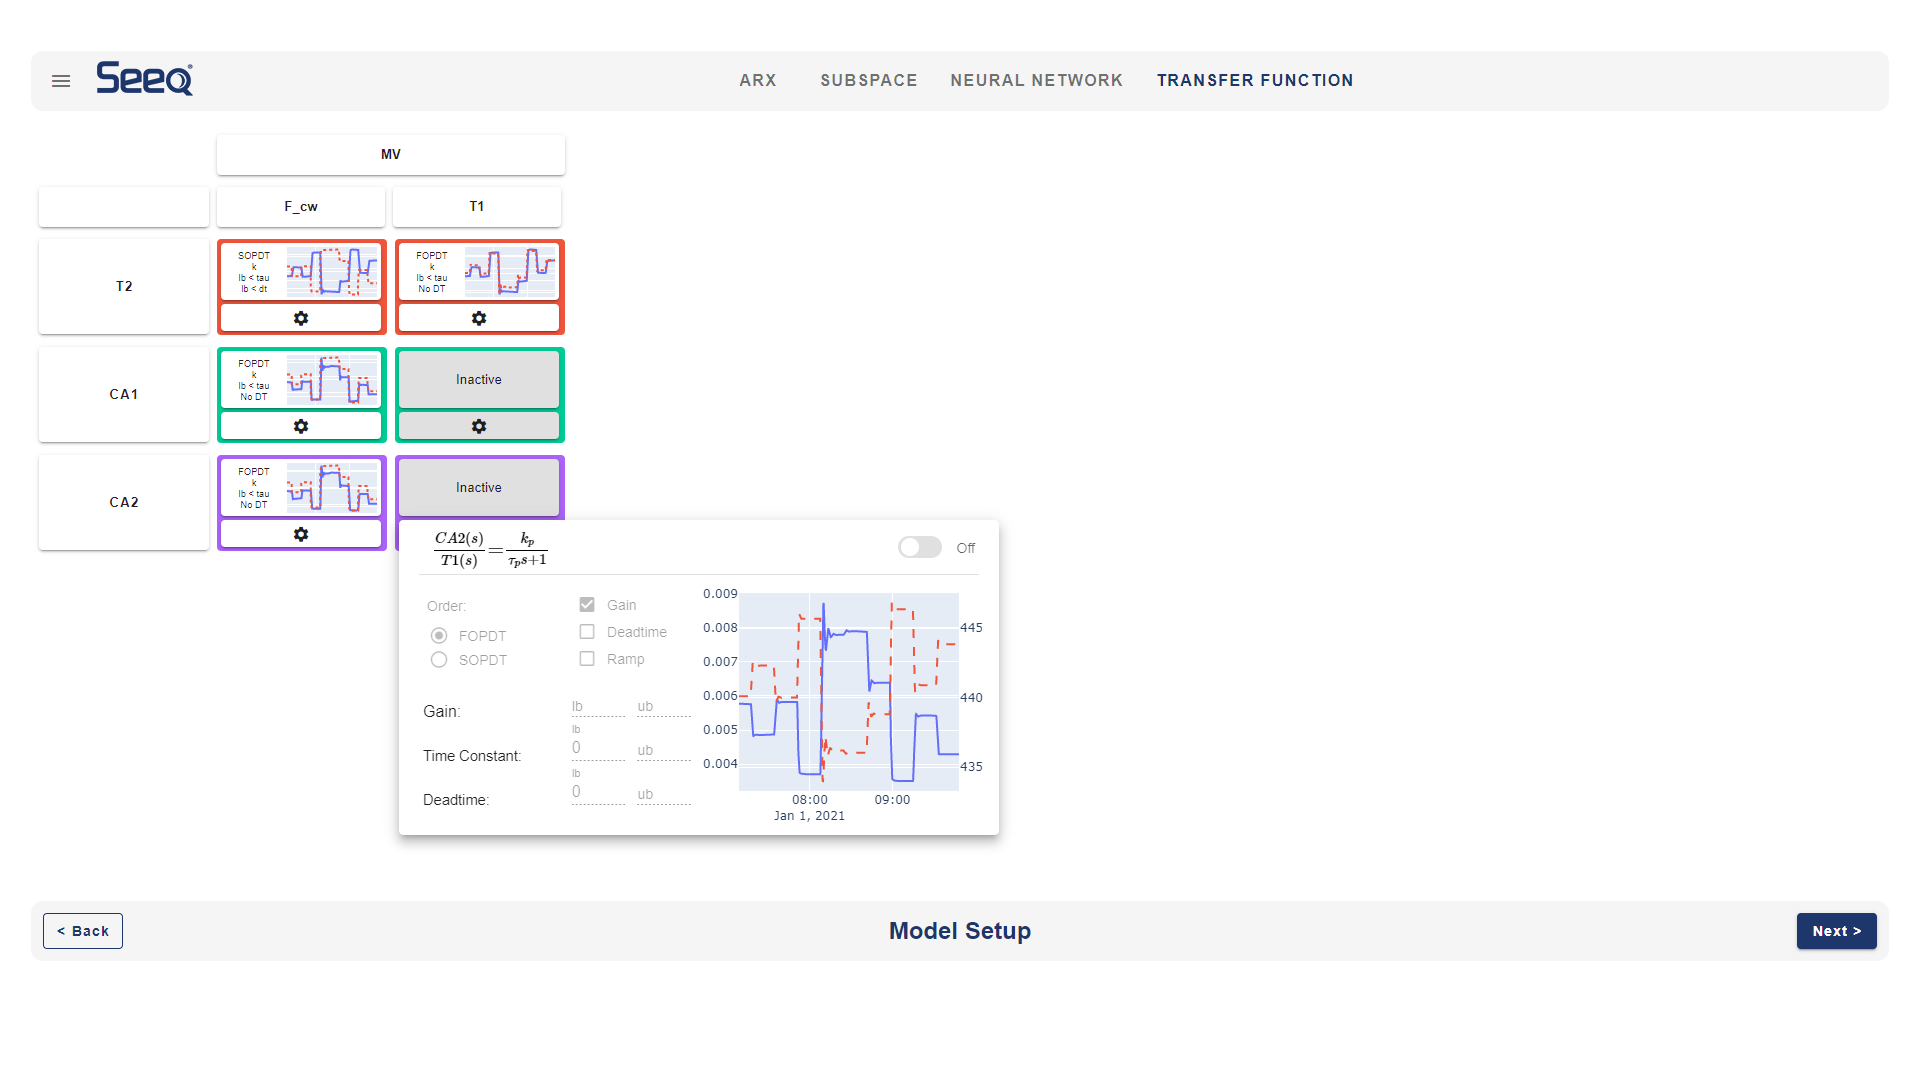 Seeq
ARX SUBSPACE NEURAL NETWORK TRANSFER FUNCTION
MV
F_cw T1
T2
SOPDT
k
lb < tau
lb < dt
FOPDT
k
lb < tau
No DT
CA1
FOPDT
k
lb < tau
No DT
Inactive
CA2
FOPDT
k
lb < tau
No DT
Inactive
CA2(s)/T1(s) = k_p/τ_p s+1
Off
Order:
FOPDT
SOPDT
Gain
Deadtime
Ramp
Gain: lb ub
Time Constant: lb 0 ub
Deadtime: lb 0 ub
0.009
0.008
0.007
0.006
0.005
0.004
445
440
435
08:00 09:00
Jan 1, 2021
< Back Model Setup Next >